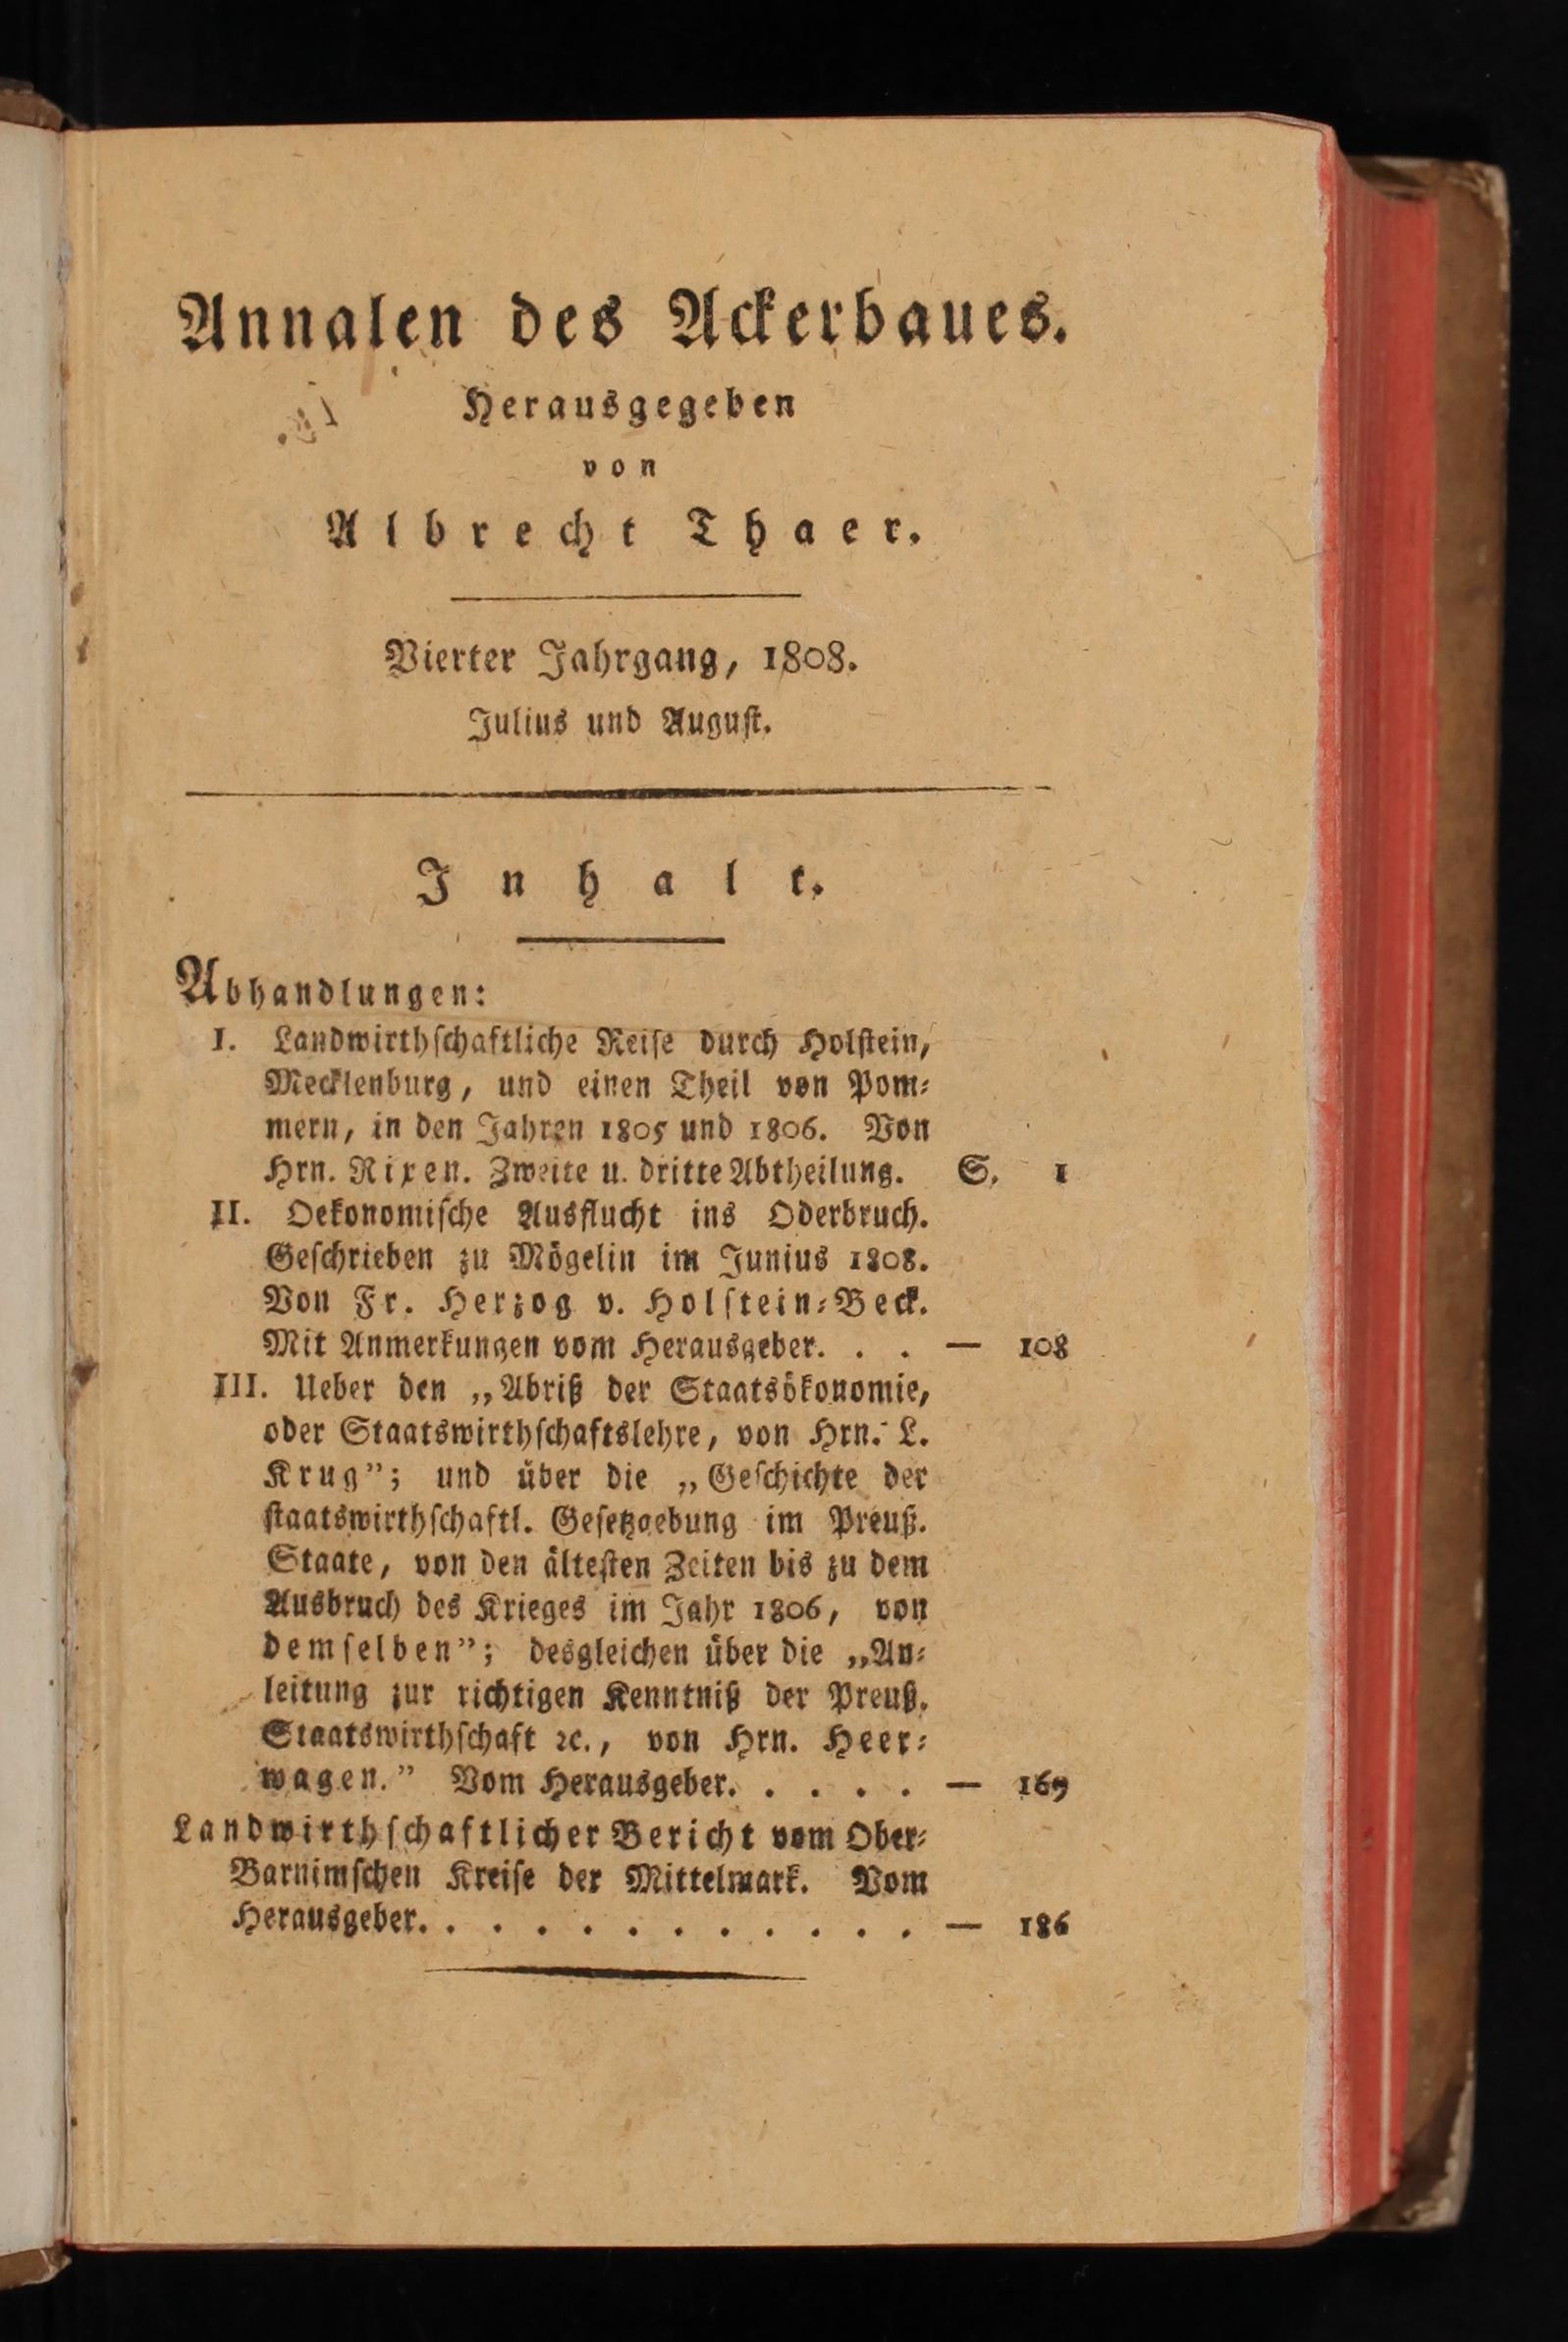 Annalen des Ackerbaues.
Herausgegeben
von
Albrecht Thaer.
Vierter Jahrgang, 1808.
Julius und August.
Inhalt.
Abhandlungen:
I. Landwirthschaftliche Reise durch Holstein,
Mecklenburg, und einen Theil von Pom⸗
mern, in den Jahren 1805 und 1806. Von
Hrn. Nixen. Zweite u. dritte Abtheilung. S. 1
II. Oekonomische Ausflucht ins Oderbruch.
Geschrieben zu Mögelin im Junius 1808.
Von Fr. Herzog v. Holstein⸗Beck.
Mit Anmerkungen vom Herausgeber. . . — 108
III. Ueber den „Abriß der Staatsökonomie,
oder Staatswirthschaftslehre, von Hrn. L.
Krug”; und über die „Geschichte der
staatswirthschaftl. Gesetzgebung im Preuß.
Staate, von den ältesten Zeiten bis zu dem
Ausbruch des Krieges im Jahr 1806, von
demselben”; desgleichen über die „An⸗
leitung zur richtigen Kenntniß der Preuß.
Staatswirthschaft ꝛc., von Hrn. Heer⸗
wagen.” Vom Herausgeber. . . . . — 169
Landwirthschaftlicher Bericht vom Ober⸗
Barnimschen Kreise der Mittelmark. Vom
Herausgeber. . . . . . . . . . . . — 186